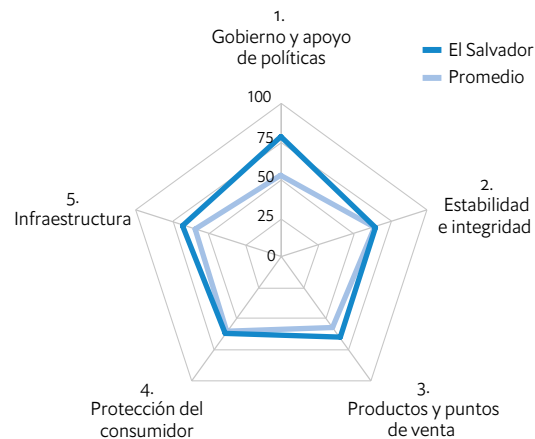 1.
Gobierno y apoyo
de políticas
El Salvador
Promedio
100
75
50
25
0
2.
Estabilidad
e integridad
5.
Infraestructura
4.
Protección del
consumidor
3.
Productos y puntos
de venta